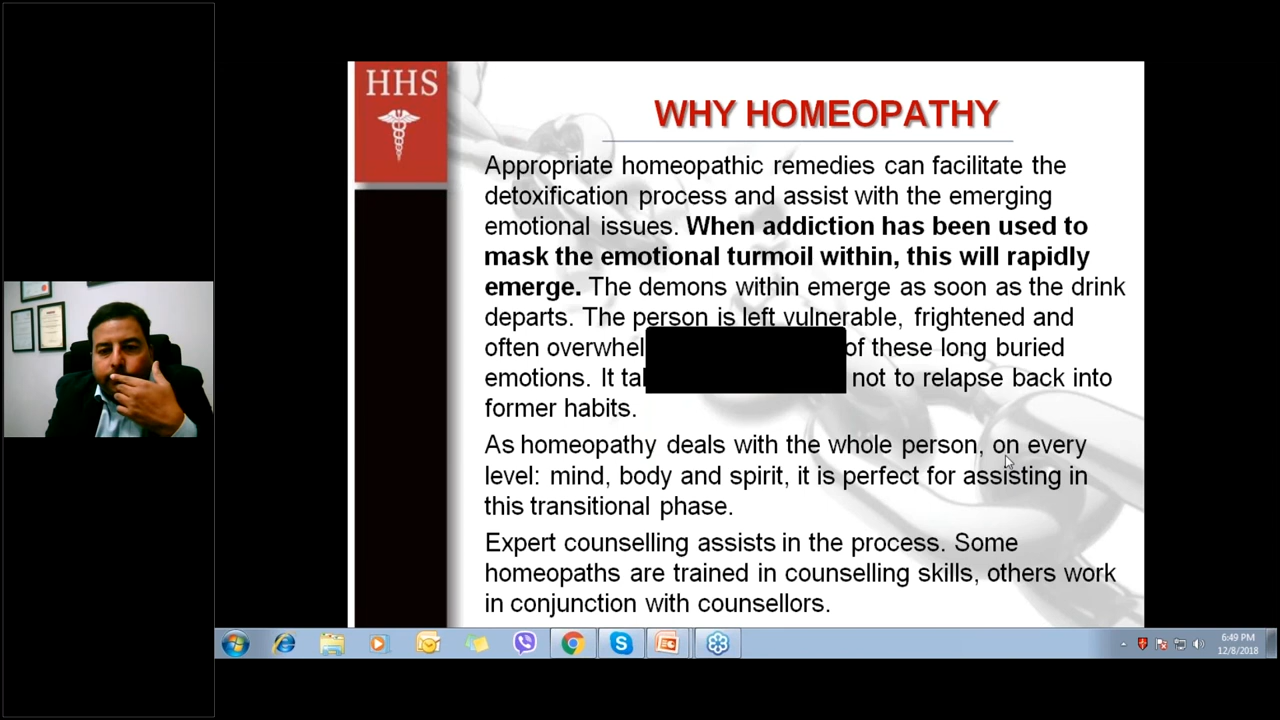 HHS
WHY HOMEOPATHY
Appropriate homeopathic remedies can facilitate the
detoxification process and assist with the emerging
emotional issues. When addiction has been used to
mask the emotional turmoil within, this will rapidly
emerge. The demons within emerge as soon as the drink
departs. The person is left vulnerable, frightened and
often of these long buried
emotions. It not to relapse back into
former habits.
As homeopathy deals with the whole person, on every
level: mind, body and spirit, it is perfect for assisting in
this transitional phase.
Expert counselling assists in the process. Some
homeopaths are trained in counselling skills, others work
in conjunction with counsellors.
6:49 PM
12/8/2018